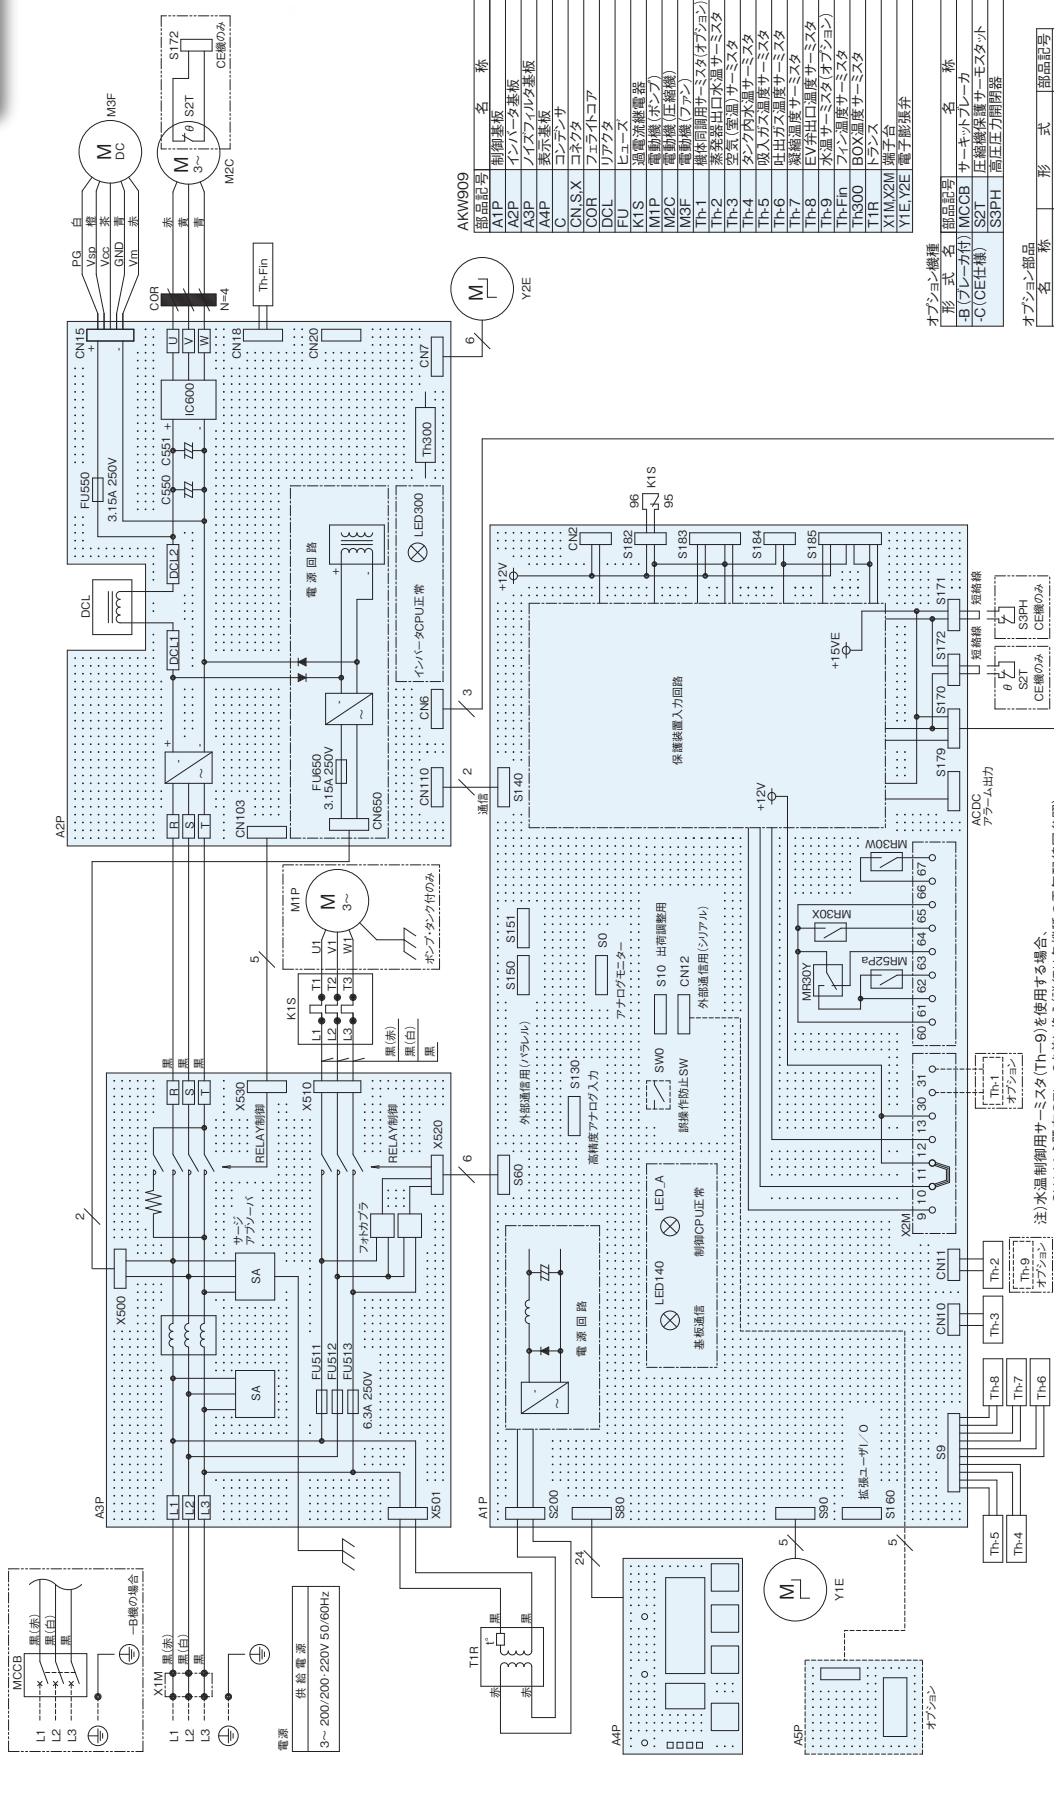 MCCB
L1
L2
L3
黒(赤)
黒(白)
黒
−B機の場合
X1M
L1
L2
L3
黒(赤)
黒(白)
黒
電源
供 給 電 源
3〜 200/200·220V 50/60Hz
A3P
L1
L2
L3
X500
2
SA
SA
サージ
アブソーバ
R
S
T
黒
黒
黒
X530
RELAY制御
5
FU511
FU512
FU513
6.3A 250V
フォトカプラ
X510
RELAY制御
X520
X501
6
K1S
L1
L2
L3
T1
T2
T3
黒(赤)
黒(白)
黒
M1P
U1
V1
W1
M
3〜
ポンプ・タンク付のみ
A2P
R
S
T
+
-
〜
DCL1
DCL
DCL2
CN103
FU550
3.15A 250V
C550
C551
+
-
IC600
U
V
W
CN15
+
-
PG
Vsp
Vcc
GND
Vm
白
橙
茶
青
赤
M
DC
M3F
COR
N=4
赤
黄
青
M
3〜
M2C
θ
S2T
S172
CE機のみ
CN18
Th-Fin
CN20
電 源 回 路
+
-
-
〜
FU650
3.15A 250V
CN650
インバータCPU正常
LED300
Th300
CN110
CN6
CN7
2
通信
3
6
M
Y2E
T1R
t°
赤
赤
黒
黒
A1P
S200
S80
24
S90
5
S160
拡張ユーザI/O
5
電 源 回 路
-
〜
S60
S140
外部通信用(パラレル)
S150
S151
S130
高精度アナログ入力
S0
アナログモニター
SW0
誤操作防止SW
S10 出荷調整用
CN12
外部通信用(シリアル)
LED140
LED_A
基板通信
制御CPU正常
保護装置入力回路
+12V
CN2
S182
S183
S184
S185
96
95
K1S
+12V
+15VE
MR30Y
MR30X
MR52Pa
MR30W
60
61
62
63
64
65
66
67
X2M
9
10
11
12
13
30
31
Th-1
オプション
ACDC
アラーム出力
S179
S170
S172
S171
短絡線
短絡線
θ
S2T
CE機のみ
S3PH
CE機のみ
S9
CN10
CN11
Th-5
Th-4
Th-8
Th-7
Th-6
Th-3
Th-2
Th-9
オプション
A4P
M
Y1E
A5P
オプション
注)水温制御用サーミスタ(Th−9)を使用する場合、
AKW909
部品記号 名 称
A1P 制御基板
A2P インバータ基板
A3P ノイズフィルタ基板
A4P 表示基板
C コンデンサ
CN,S,X コネクタ
COR フェライトコア
DCL リアクタ
FU ヒューズ
K1S 過電流継電器
M1P 電動機(ポンプ)
M2C 電動機(圧縮機)
M3F 電動機(ファン)
Th-1 機体同調用サーミスタ(オプション)
Th-2 蒸発器出口水温サーミスタ
Th-3 空気(室温)サーミスタ
Th-4 タンク内水温サーミスタ
Th-5 吸入ガス温度サーミスタ
Th-6 吐出ガス温度サーミスタ
Th-7 凝縮温度サーミスタ
Th-8 EV弁出口温度サーミスタ
Th-9 水温サーミスタ(オプション)
Th-Fin フィン温度サーミスタ
Th300 BOX温度サーミスタ
T1R トランス
X1M,X2M 端子台
Y1E,Y2E 電子膨張弁
オプション機種
形 式 名 部品記号 名 称
-B(ブレーカ付) MCCB サーキットブレーカ
-C(CE仕様) S2T 圧縮機保護サーモスタット
S3PH 高圧圧力開閉器
オプション部品
名 称 形 式 部品記号